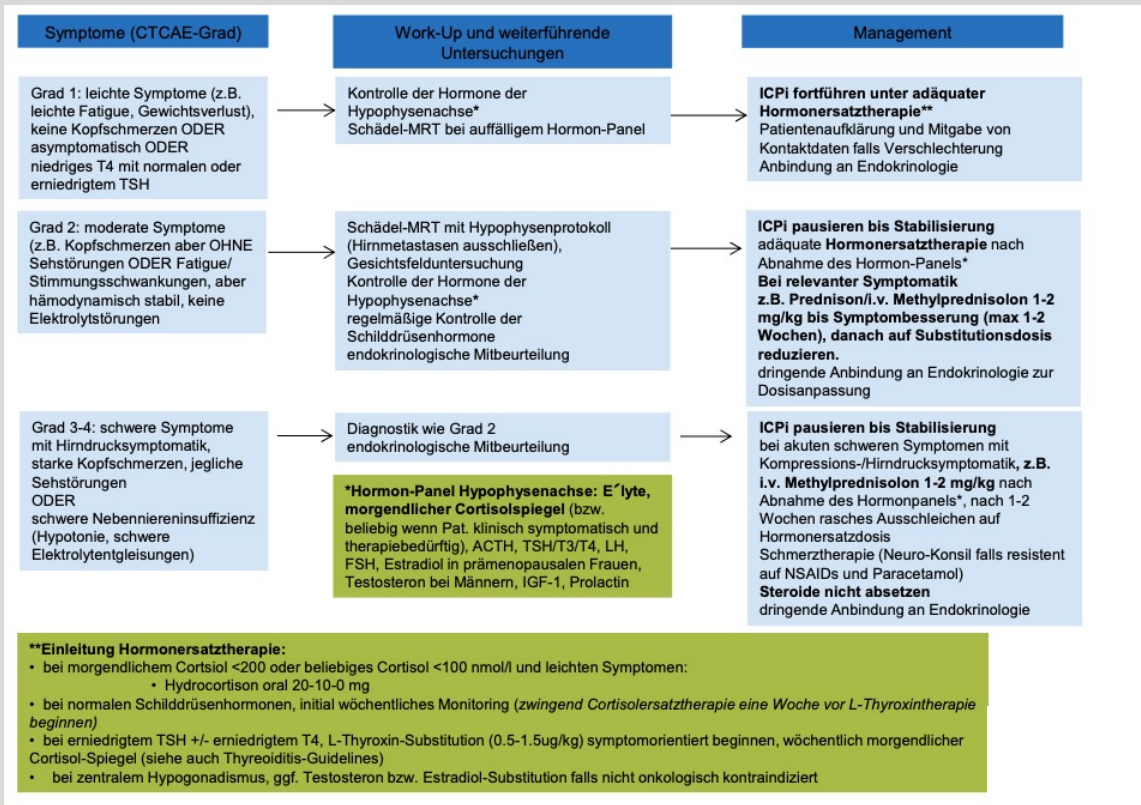 Symptome (CTCAE-Grad)
Work-Up und weiterführende
Untersuchungen
Management
Grad 1: leichte Symptome (z.B.
leichte Fatigue, Gewichtsverlust),
keine Kopfschmerzen ODER
asymptomatisch ODER
niedriges T4 mit normalen oder
erniedrigtem TSH
Kontrolle der Hormone der
Hypophysenachse*
Schädel-MRT bei auffälligem Hormon-Panel
ICPi fortführen unter adäquater
Hormonersatztherapie**
Patientenaufklärung und Mitgabe von
Kontaktdaten falls Verschlechterung
Anbindung an Endokrinologie
Grad 2: moderate Symptome
(z.B. Kopfschmerzen aber OHNE
Sehstörungen ODER Fatigue/
Stimmungsschwankungen, aber
hämodynamisch stabil, keine
Elektrolytstörungen
Schädel-MRT mit Hypophysenprotokoll
(Hirnmetastasen ausschließen),
Gesichtsfelduntersuchung
Kontrolle der Hormone der
Hypophysenachse*
regelmäßige Kontrolle der
Schilddrüsenhormone
endokrinologische Mitbeurteilung
ICPi pausieren bis Stabilisierung
adäquate Hormonersatztherapie nach
Abnahme des Hormon-Panels*
Bei relevanter Symptomatik
z.B. Prednison/i.v. Methylprednisolon 1-2
mg/kg bis Symptombesserung (max 1-2
Wochen), danach auf Substitutionsdosis
reduzieren.
dringende Anbindung an Endokrinologie zur
Dosisanpassung
Grad 3-4: schwere Symptome
mit Hirndrucksymptomatik,
starke Kopfschmerzen, jegliche
Sehstörungen
ODER
schwere Nebenniereninsuffizienz
(Hypotonie, schwere
Elektrolytentgleisungen)
Diagnostik wie Grad 2
endokrinologische Mitbeurteilung
ICPi pausieren bis Stabilisierung
bei akuten schweren Symptomen mit
Kompressions-/Hirndrucksymptomatik, z.B.
i.v. Methylprednisolon 1-2 mg/kg nach
Abnahme des Hormonpanels*, nach 1-2
Wochen rasches Ausschleichen auf
Hormonersatzdosis
Schmerztherapie (Neuro-Konsil falls resistent
auf NSAIDs und Paracetamol)
Steroide nicht absetzen
dringende Anbindung an Endokrinologie
*Hormon-Panel Hypophysenachse: E´lyte,
morgendlicher Cortisolspiegel (bzw.
beliebig wenn Pat. klinisch symptomatisch und
therapiebedürftig), ACTH, TSH/T3/T4, LH,
FSH, Estradiol in prämenopausalen Frauen,
Testosteron bei Männern, IGF-1, Prolactin
**Einleitung Hormonersatztherapie:
• bei morgendlichem Cortsiol <200 oder beliebiges Cortisol <100 nmol/l und leichten Symptomen:
• Hydrocortison oral 20-10-0 mg
• bei normalen Schilddrüsenhormonen, initial wöchentliches Monitoring (zwingend Cortisolersatztherapie eine Woche vor L-Thyroxintherapie
beginnen)
• bei erniedrigtem TSH +/- erniedrigtem T4, L-Thyroxin-Substitution (0.5-1.5ug/kg) symptomorientiert beginnen, wöchentlich morgendlicher
Cortisol-Spiegel (siehe auch Thyreoiditis-Guidelines)
• bei zentralem Hypogonadismus, ggf. Testosteron bzw. Estradiol-Substitution falls nicht onkologisch kontraindiziert